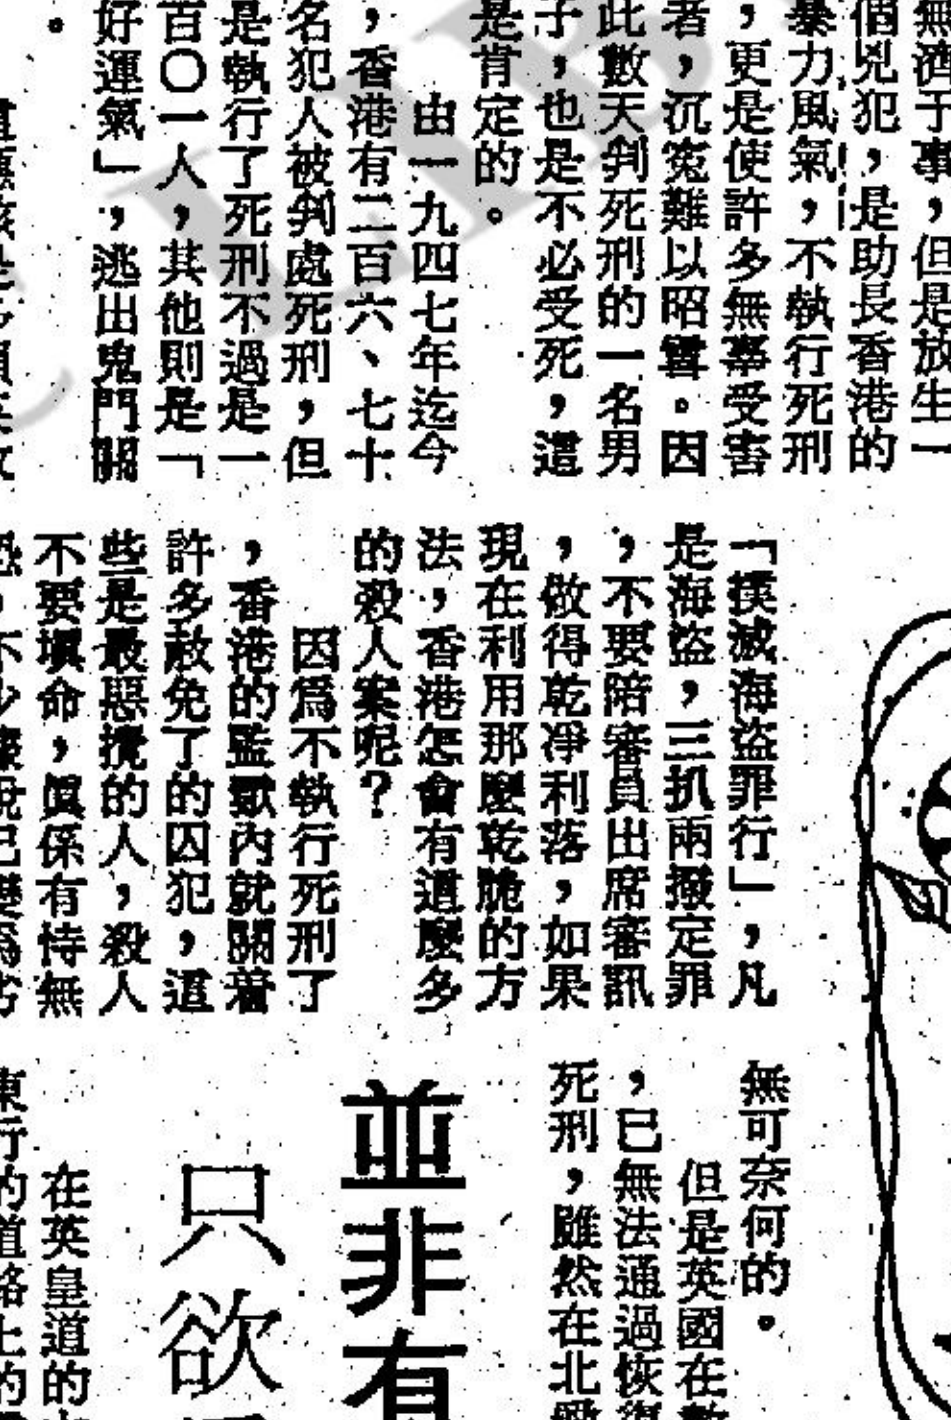 無濟于事，但是放生一
個兇犯，是助長香港的
暴力風氣，不執行死刑
，更是使許多無辜受害
者，沉寃難以昭雪。因
此數天判死刑的一名男
子，也是不必受死，這
是肯定的。
由一九四七年迄今
，香港有二百六、七十
名犯人被判處死刑，但
是執行了死刑不過是一
百〇一人，其他則是「
好運氣」，逃出鬼門關
。
「撲滅海盜罪行」，凡
是海盜，三扒兩撥定罪
，不要陪審員出席審訊
，做得乾淨利落，如果
現在利用那麼乾脆的方
法，香港怎會有這麼多
的殺人案呢？
因爲不執行死刑了
，香港的監獄內就關着
許多赦免了的囚犯，這
些是最惡攪的人，殺人
不要填命，眞係有恃無
無可奈何的。
但是英國在數
，已無法通過恢復
死刑，雖然在北愛
並非有
只欲
在英皇道的
東行的道路上的